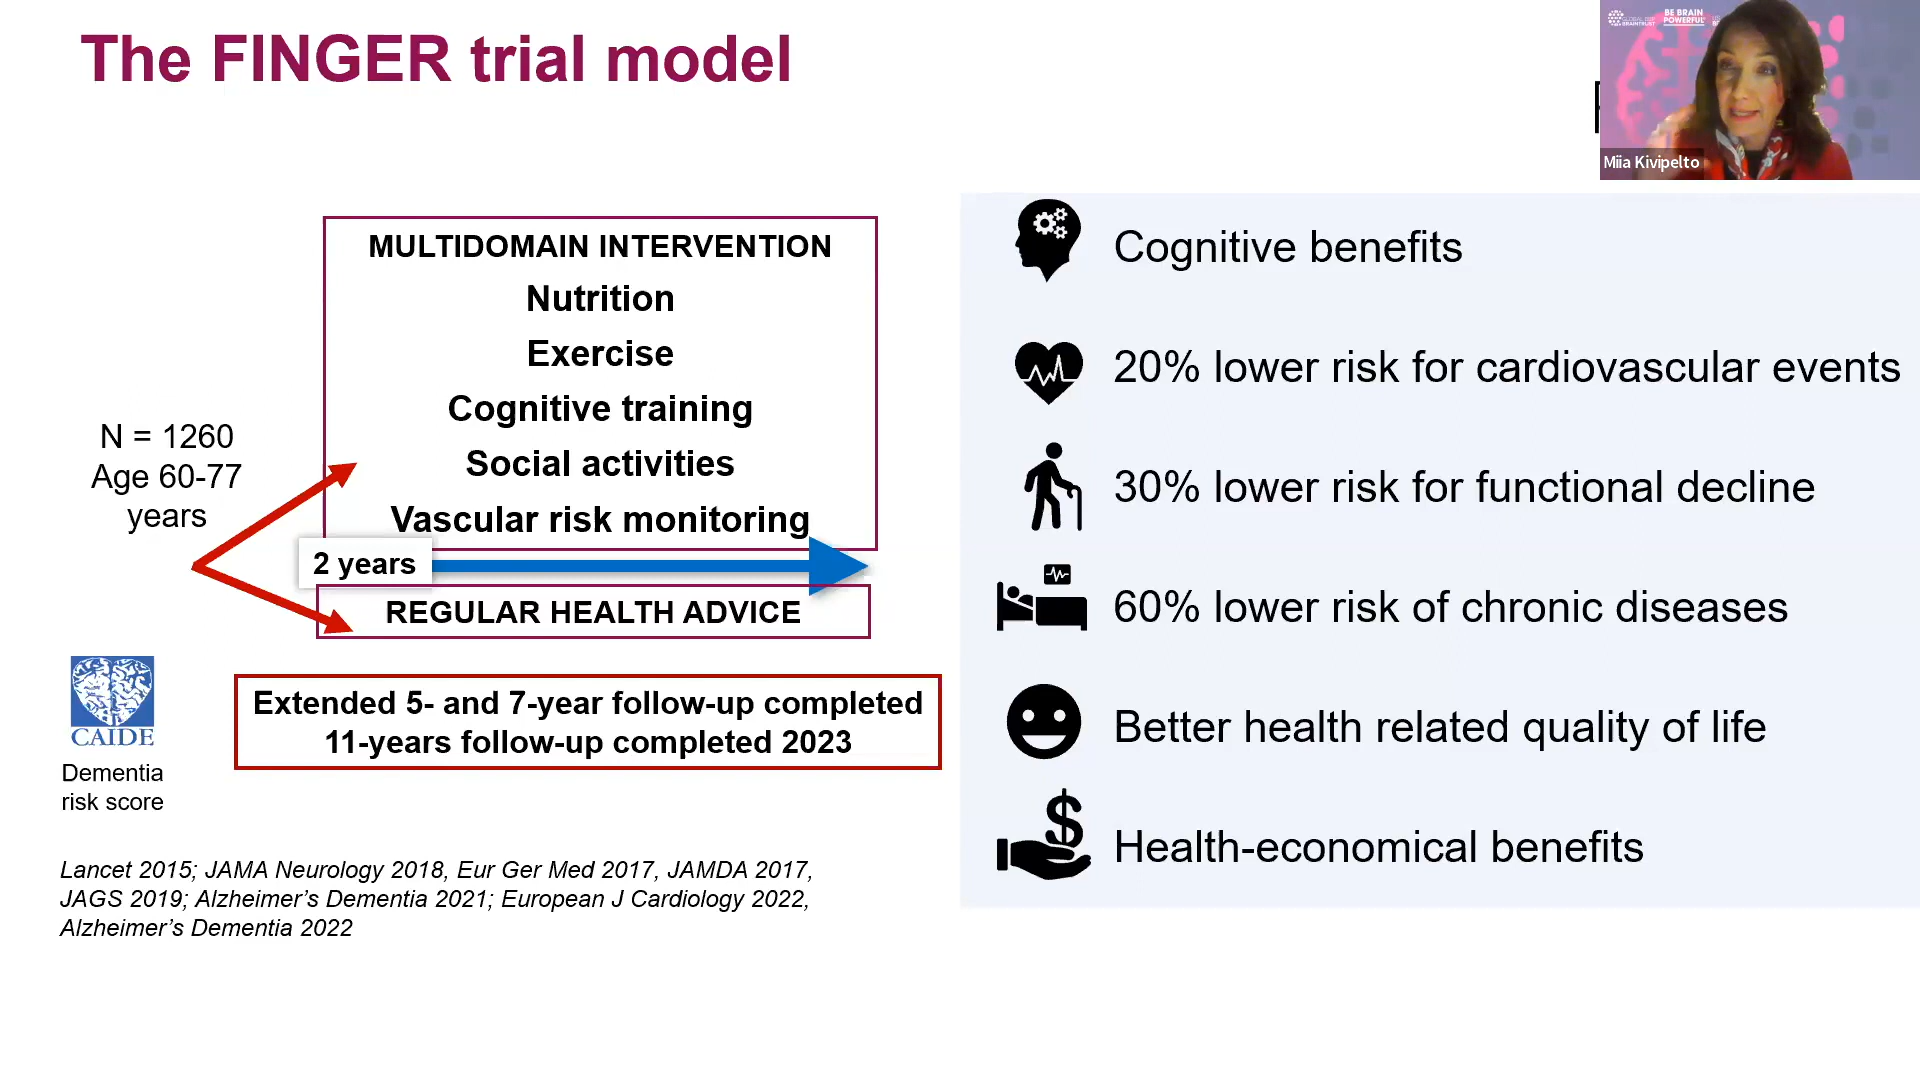 The FINGER trial model
GLOBAL
BRAINTRUST
BE BRAIN
POWERFUL
Miia Kivipelto
MULTIDOMAIN INTERVENTION
Nutrition
Exercise
Cognitive training
Social activities
Vascular risk monitoring
N = 1260
Age 60-77
years
2 years
REGULAR HEALTH ADVICE
CAIDE
Dementia
risk score
Extended 5- and 7-year follow-up completed
11-years follow-up completed 2023
Lancet 2015; JAMA Neurology 2018, Eur Ger Med 2017, JAMDA 2017,
JAGS 2019; Alzheimer’s Dementia 2021; European J Cardiology 2022,
Alzheimer’s Dementia 2022
Cognitive benefits
20% lower risk for cardiovascular events
30% lower risk for functional decline
60% lower risk of chronic diseases
Better health related quality of life
$
Health-economical benefits